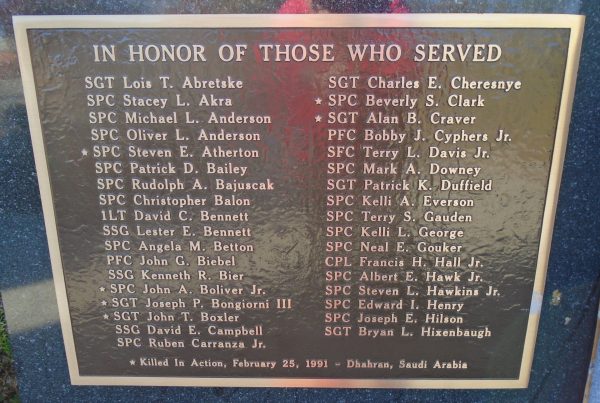 IN HONOR OF THOSE WHO SERVED
SGT Lois T. Abretske
SPC Stacey L. Akra
SPC Michael L. Anderson
SPC Oliver L. Anderson
★ SPC Steven E. Atherton
SPC Patrick D. Bailey
SPC Rudolph A. Bajuscak
SPC Christopher Balon
1LT David C. Bennett
SSG Lester E. Bennett
SPC Angela M. Betton
PFC John G. Biebel
SSG Kenneth R. Bier
★ SPC John A. Boliver Jr.
★ SGT Joseph P. Bongiorni III
★ SGT John T. Boxler
SSG David E. Campbell
SPC Ruben Carranza Jr.
SGT Charles E. Cheresnye
★ SPC Beverly S. Clark
★ SGT Alan B. Craver
PFC Bobby J. Cyphers Jr.
SFC Terry L. Davis Jr.
SPC Mark A. Downey
SGT Patrick K. Duffield
SPC Kelli A. Everson
SPC Terry S. Gauden
SPC Kelli L. George
SPC Neal E. Gouker
CPL Francis H. Hall Jr.
SPC Albert E. Hawk Jr.
SPC Steven L. Hawkins Jr.
SPC Edward I. Henry
SPC Joseph E. Hilson
SGT Bryan L. Hixenbaugh
★ Killed In Action, February 25, 1991 - Dhahran, Saudi Arabia